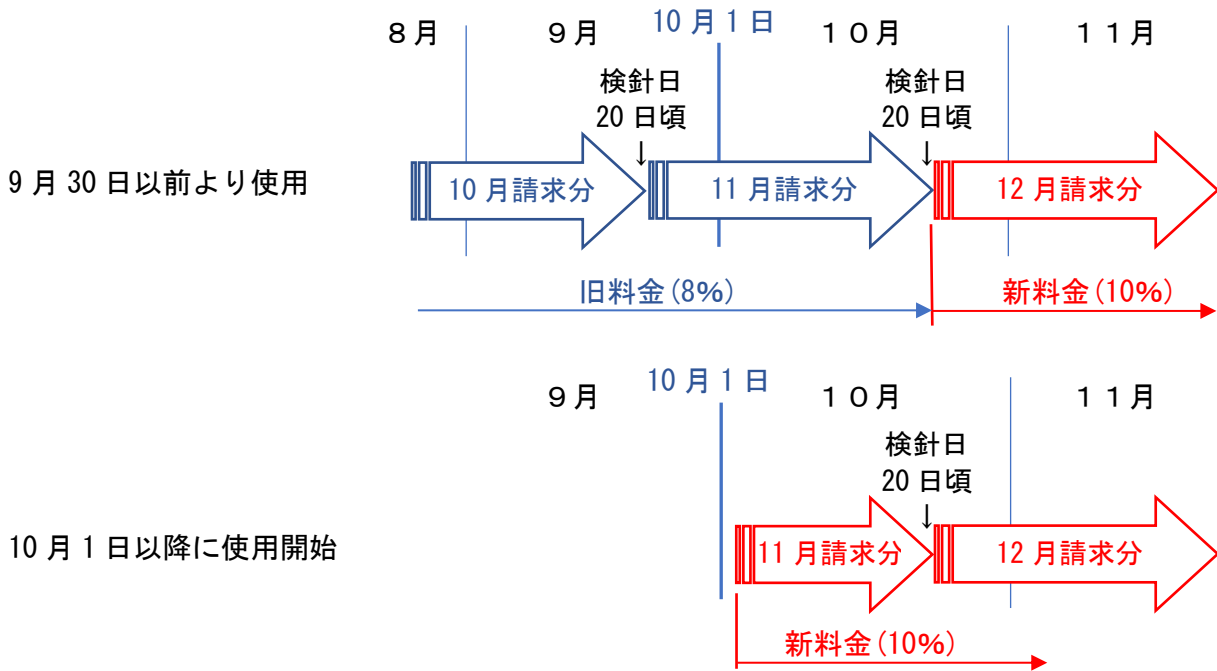 8月 9月 10月1日 10月 11月
検針日 検針日
20日頃 20日頃
↓ ↓
9月30日以前より使用 10月請求分 11月請求分 12月請求分
旧料金(8%) 新料金(10%)
9月 10月1日 10月 11月
検針日
20日頃
↓
10月1日以降に使用開始 11月請求分 12月請求分
新料金(10%)